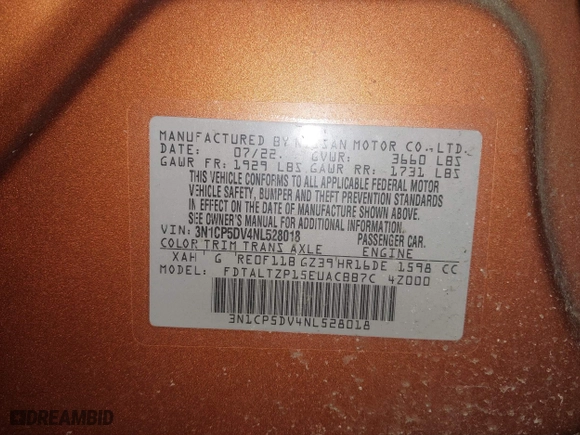 MANUFACTURED BY NISSAN MOTOR CO., LTD.
DATE: 07/22. GVWR: 3660 LBS
GAWR FR: 1929 LBS GAWR RR: 1731 LBS
THIS VEHICLE CONFORMS TO ALL APPLICABLE FEDERAL MOTOR
VEHICLE SAFETY, BUMPER AND THEFT PREVENTION STANDARDS
IN EFFECT ON THE DATE OF MANUFACTURE SHOWN ABOVE.
SEE OWNER'S MANUAL FOR ADDITIONAL INFORMATION.
VIN: 3N1CP5DV4NL528018 PASSENGER CAR.
COLOR TRIM TRANS AXLE ENGINE
XAH G RE0F11B GZ39 HR16DE 1598 CC
MODEL: FDTALTZP15EUACBB7C 4Z000
3N1CP5DV4NL528018
DREAMBID